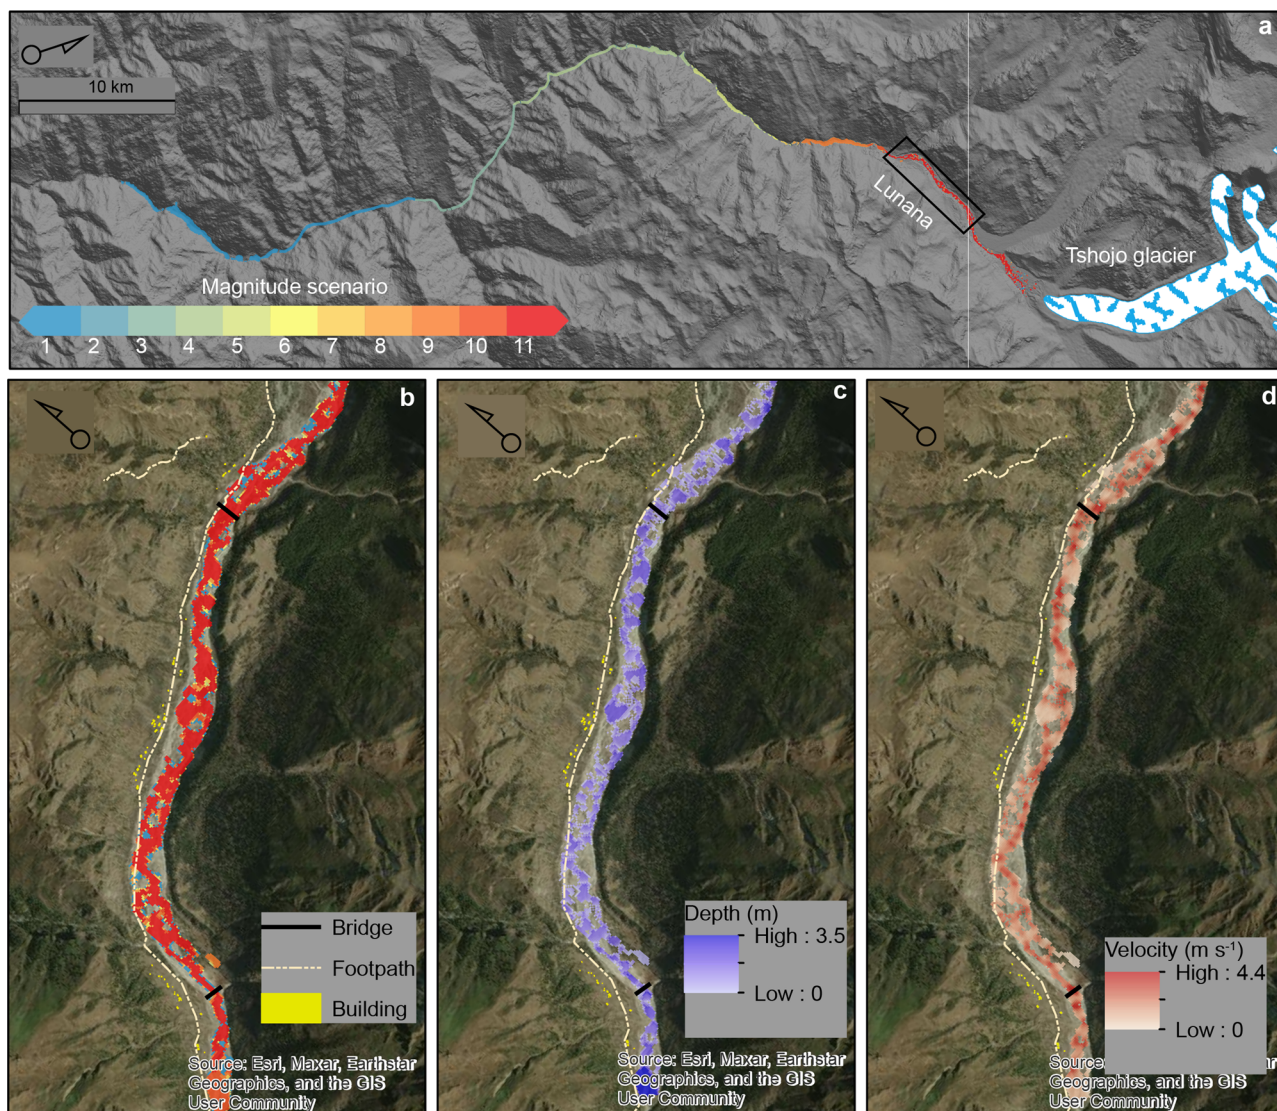 a
10 km
Lunana
Tshojo glacier
Magnitude scenario
1 2 3 4 5 6 7 8 9 10 11
b
c
d
Bridge
Footpath
Building
Source: Esri, Maxar, Earthstar
Geographics, and the GIS
User Community
Depth (m)
High : 3.5
Low : 0
Source: Esri, Maxar, Earthstar
Geographics, and the GIS
User Community
Velocity (m s-1)
High : 4.4
Low : 0
Geographics, and the GIS
User Community